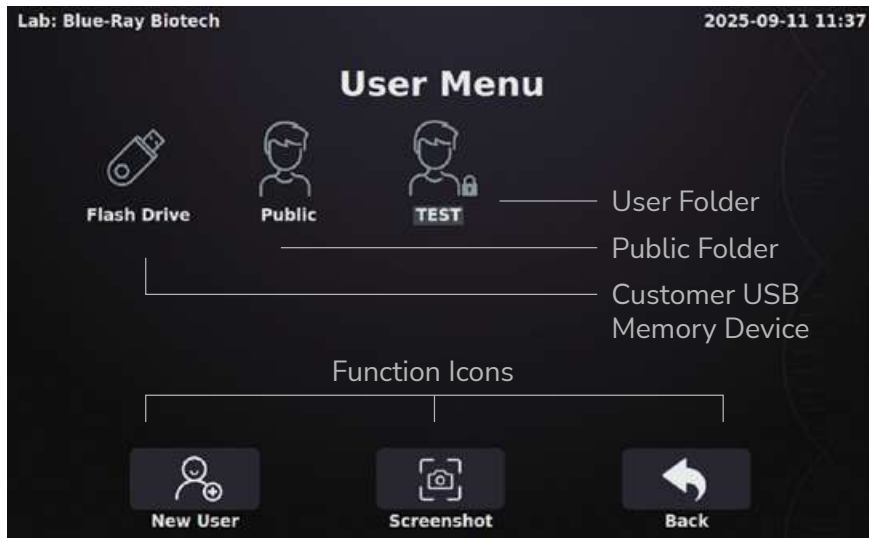 Lab: Blue-Ray Biotech
2025-09-11 11:37
User Menu
Flash Drive
Public
TEST
User Folder
Public Folder
Customer USB
Memory Device
Function Icons
New User
Screenshot
Back